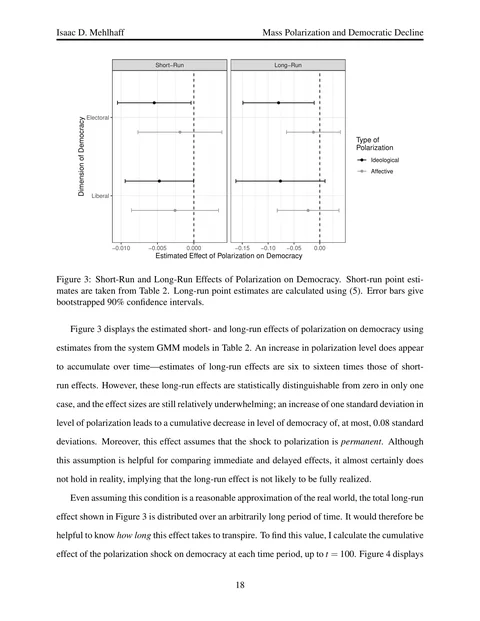 Isaac D. Mehlhaff
Mass Polarization and Democratic Decline
Short−Run
Long−Run
Dimension of Democracy
Electoral
Liberal
−0.010
−0.005
0.000
−0.15
−0.10
−0.05
0.00
Estimated Effect of Polarization on Democracy
Type of
Polarization
Ideological
Affective
Figure 3: Short-Run and Long-Run Effects of Polarization on Democracy. Short-run point esti-
mates are taken from Table 2. Long-run point estimates are calculated using (5). Error bars give
bootstrapped 90% confidence intervals.
Figure 3 displays the estimated short- and long-run effects of polarization on democracy using
estimates from the system GMM models in Table 2. An increase in polarization level does appear
to accumulate over time—estimates of long-run effects are six to sixteen times those of short-
run effects. However, these long-run effects are statistically distinguishable from zero in only one
case, and the effect sizes are still relatively underwhelming; an increase of one standard deviation in
level of polarization leads to a cumulative decrease in level of democracy of, at most, 0.08 standard
deviations. Moreover, this effect assumes that the shock to polarization is permanent. Although
this assumption is helpful for comparing immediate and delayed effects, it almost certainly does
not hold in reality, implying that the long-run effect is not likely to be fully realized.
Even assuming this condition is a reasonable approximation of the real world, the total long-run
effect shown in Figure 3 is distributed over an arbitrarily long period of time. It would therefore be
helpful to know how long this effect takes to transpire. To find this value, I calculate the cumulative
effect of the polarization shock on democracy at each time period, up to t = 100. Figure 4 displays
18